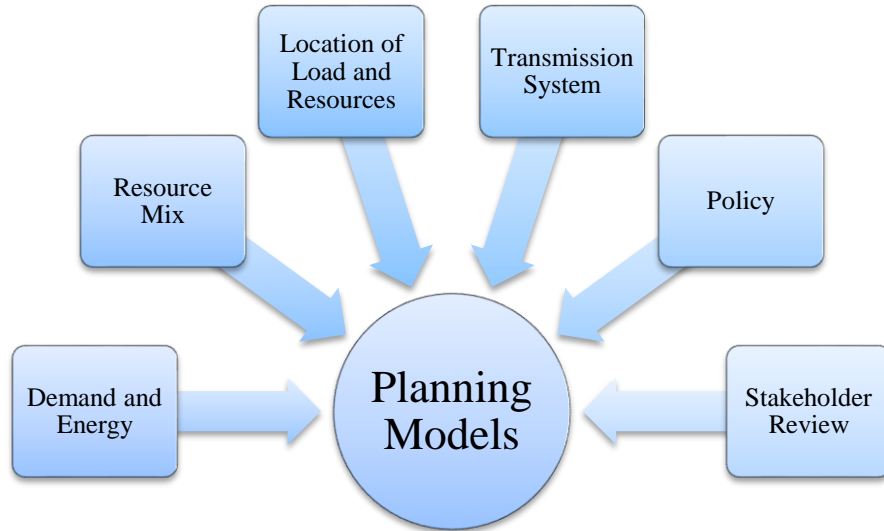 Location of
Load and
Resources
Transmission
System
Resource
Mix
Policy
Demand and
Energy
Planning
Models
Stakeholder
Review